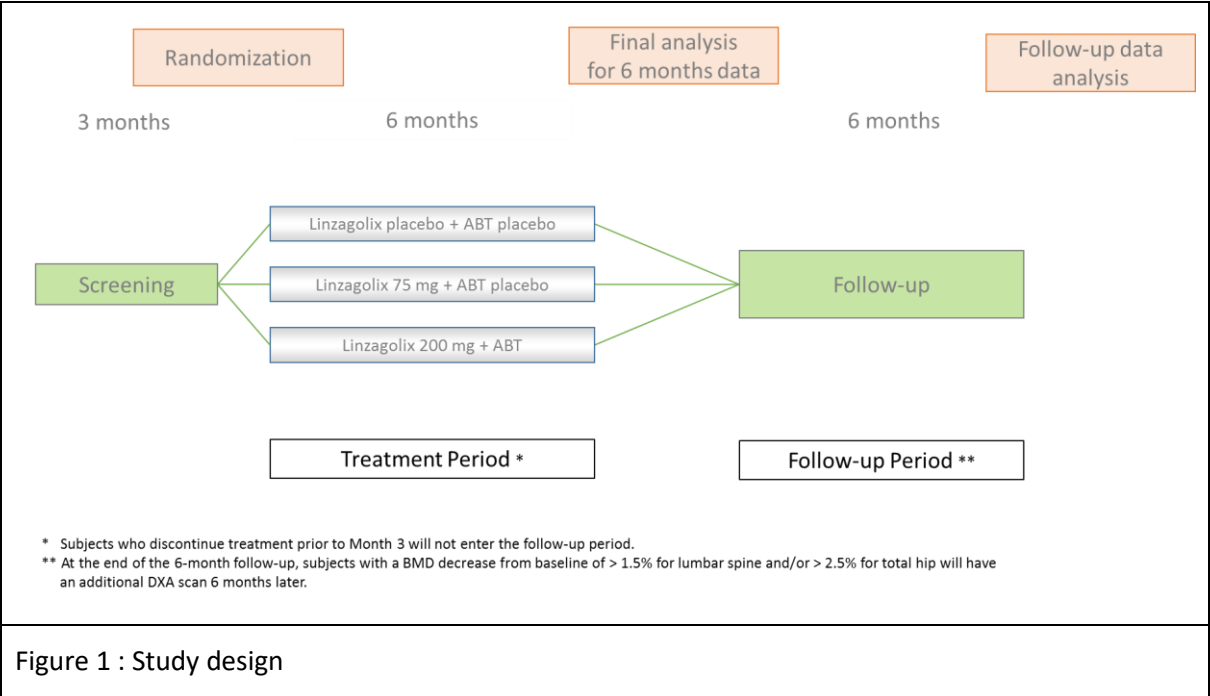 Randomization
Final analysis
for 6 months data
Follow-up data
analysis
3 months
6 months
6 months
Linzagolix placebo + ABT placebo
Screening
Linzagolix 75 mg + ABT placebo
Follow-up
Linzagolix 200 mg + ABT
Treatment Period *
Follow-up Period **
* Subjects who discontinue treatment prior to Month 3 will not enter the follow-up period.
** At the end of the 6-month follow-up, subjects with a BMD decrease from baseline of > 1.5% for lumbar spine and/or > 2.5% for total hip will have
an additional DXA scan 6 months later.
Figure 1 : Study design